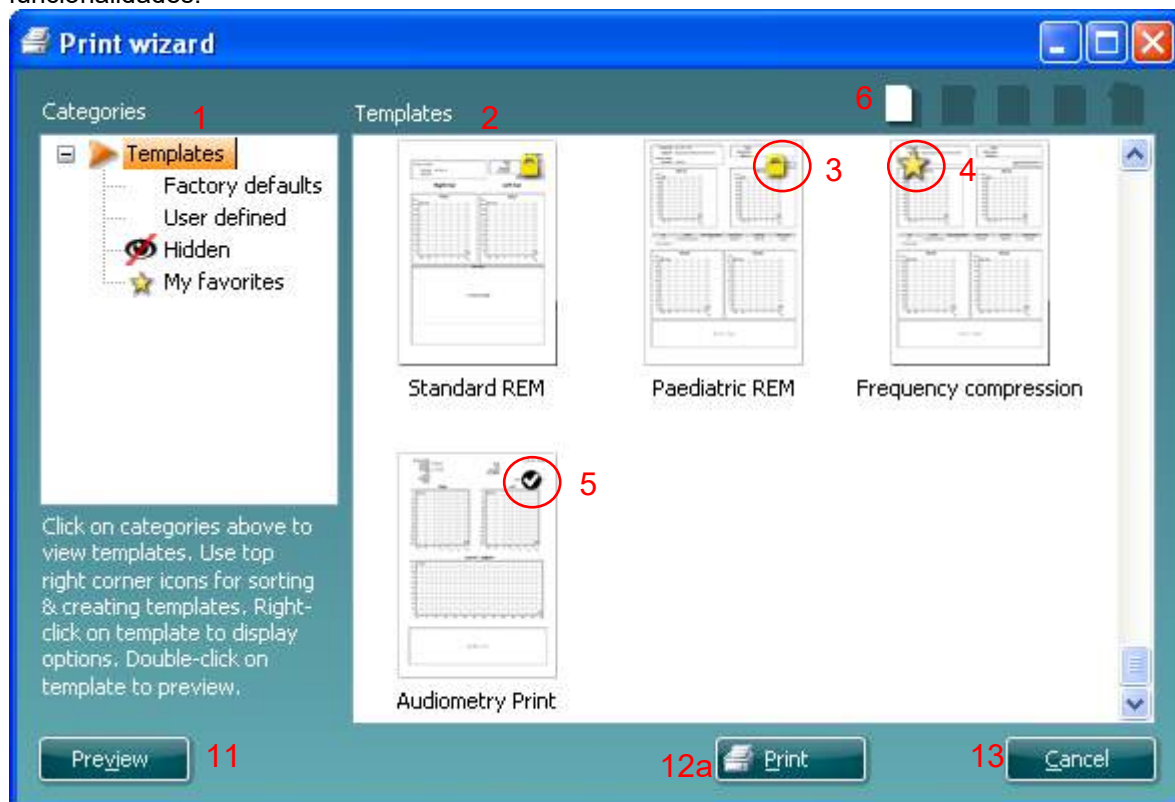 funcionalidades.
Print wizard
Categories 1
Templates 2
6
Templates
Factory defaults
User defined
Hidden
My favorites
3
4
Standard REM
Paediatric REM
Frequency compression
5
Audiometry Print
Click on categories above to
view templates. Use top
right corner icons for sorting
& creating templates. Right-
click on template to display
options. Double-click on
template to preview.
Preview 11
12a Print
13 Cancel